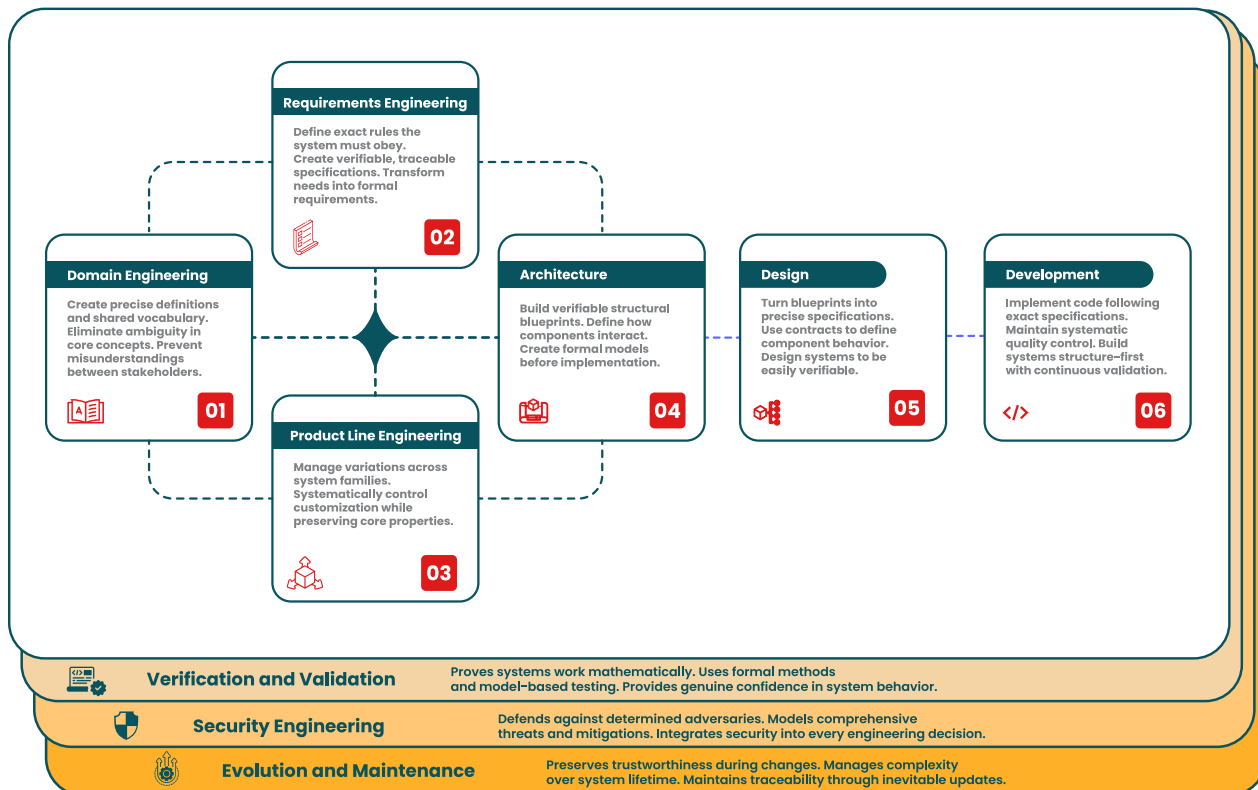 Requirements Engineering
Define exact rules the
system must obey.
Create verifiable, traceable
specifications. Transform
needs into formal
requirements.
02
Domain Engineering
Create precise definitions
and shared vocabulary.
Eliminate ambiguity in
core concepts. Prevent
misunderstandings
between stakeholders.
A
01
Product Line Engineering
Manage variations across
system families.
Systematically control
customization while
preserving core properties.
03
Architecture
Build verifiable structural
blueprints. Define how
components interact.
Create formal models
before implementation.
04
Design
Turn blueprints into
precise specifications.
Use contracts to define
component behavior.
Design systems to be
easily verifiable.
05
Development
Implement code following
exact specifications.
Maintain systematic
quality control. Build
systems structure-first
with continuous validation.
</>
06
Verification and Validation
Proves systems work mathematically. Uses formal methods
and model-based testing. Provides genuine confidence in system behavior.
Security Engineering
Defends against determined adversaries. Models comprehensive
threats and mitigations. Integrates security into every engineering decision.
Evolution and Maintenance
Preserves trustworthiness during changes. Manages complexity
over system lifetime. Maintains traceability through inevitable updates.